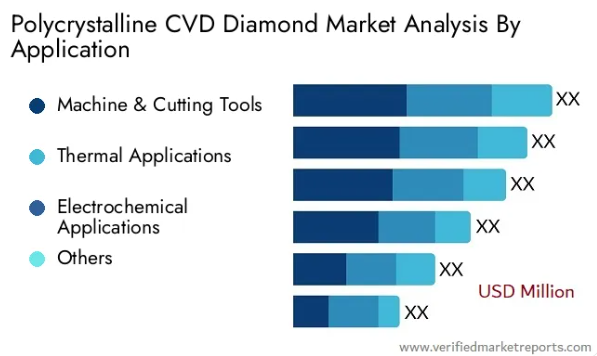 Polycrystalline CVD Diamond Market Analysis By
Application
Machine & Cutting Tools
Thermal Applications
Electrochemical
Applications
Others
XX
XX
XX
XX
XX
XX
USD Million
www.verifiedmarketreports.com